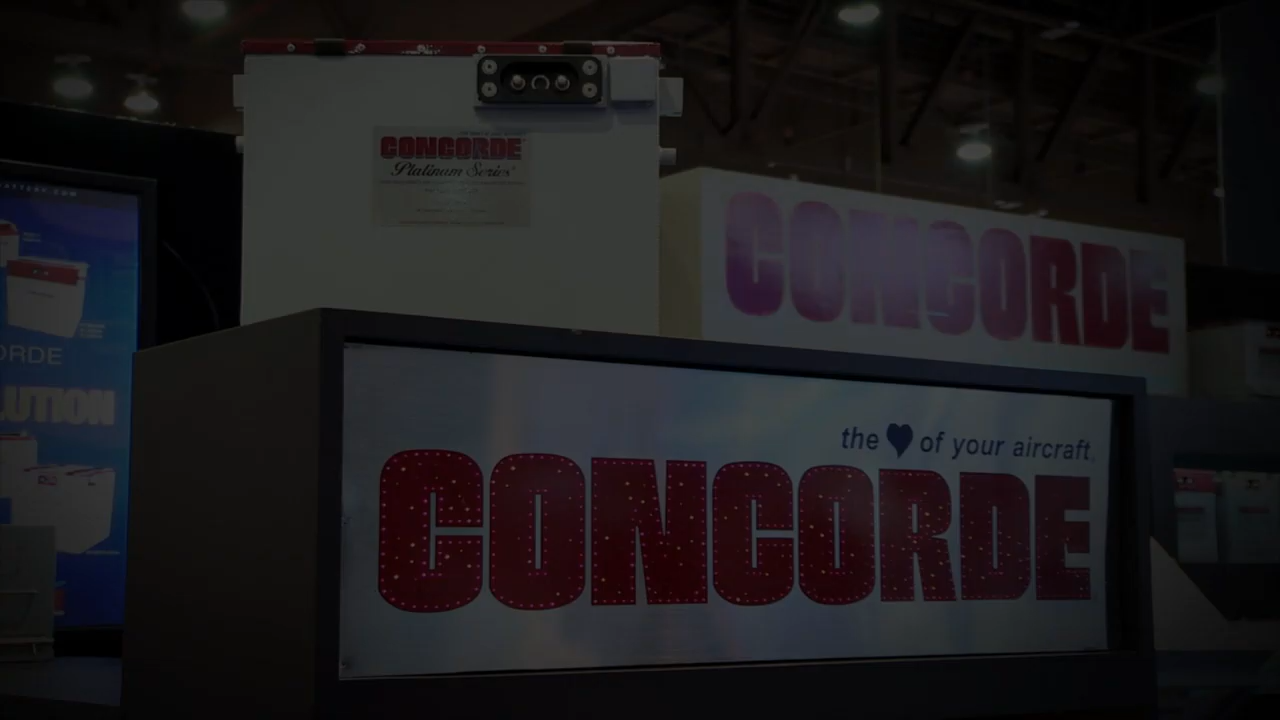 CONCORDE
Platinum Series
CONCORDE
ORDE
LUTION
the ♥ of your aircraft.
CONCORDE